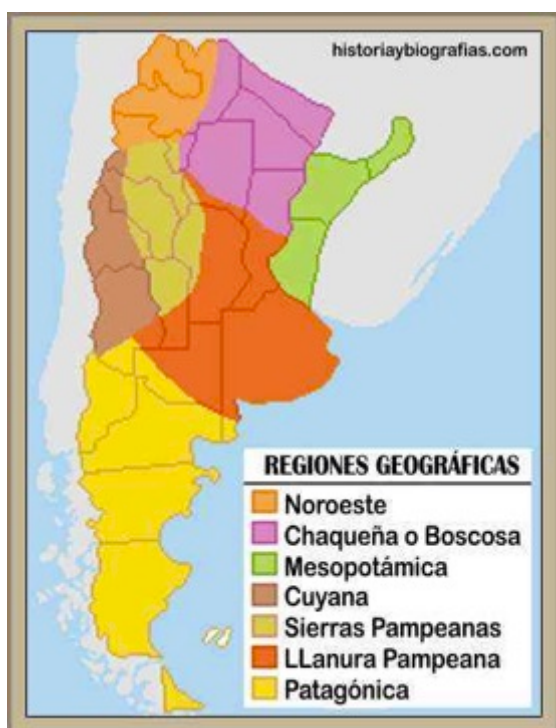 historiaybiografias.com
REGIONES GEOGRÁFICAS
Noroeste
Chaqueña o Boscosa
Mesopotámica
Cuyana
Sierras Pampeanas
LLanura Pampeana
Patagónica